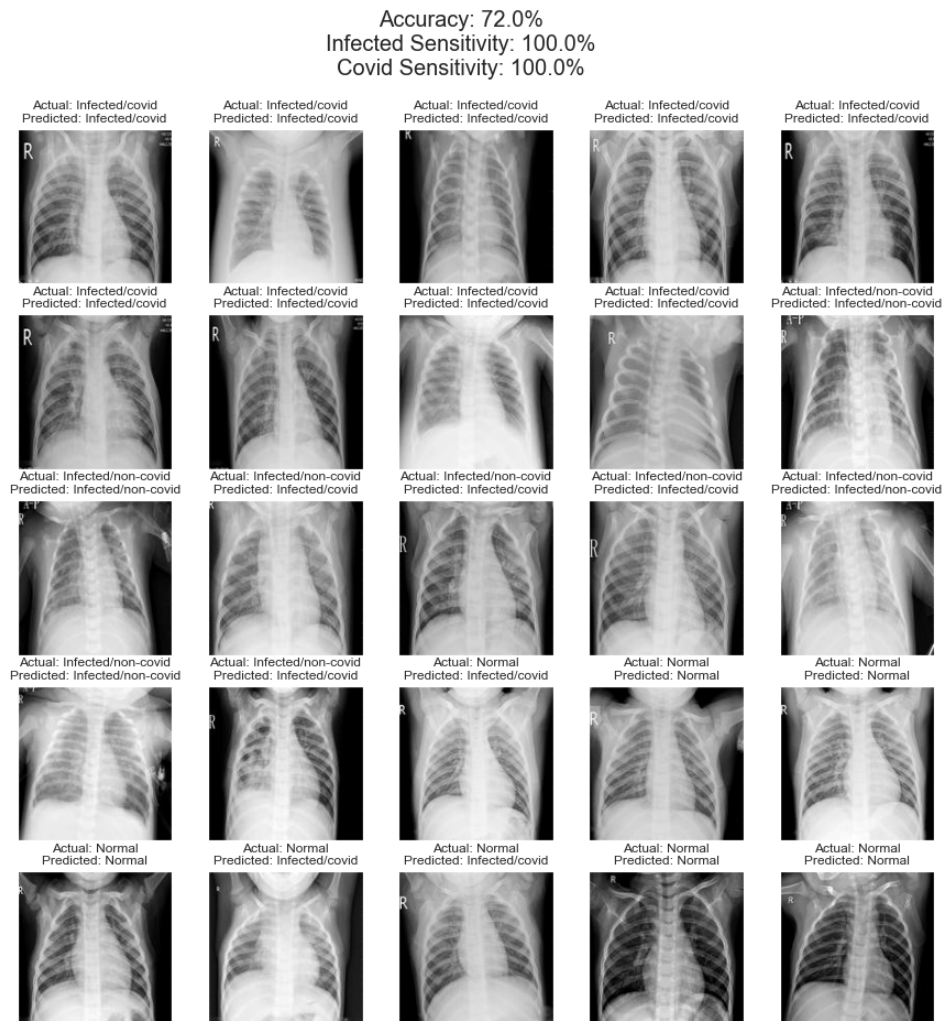 Accuracy: 72.0%
Infected Sensitivity: 100.0%
Covid Sensitivity: 100.0%
Actual: Infected/covid
Predicted: Infected/covid
Actual: Infected/covid
Predicted: Infected/covid
Actual: Infected/covid
Predicted: Infected/covid
Actual: Infected/covid
Predicted: Infected/covid
Actual: Infected/covid
Predicted: Infected/covid
R
R
R
R
R
Actual: Infected/covid
Predicted: Infected/covid
Actual: Infected/covid
Predicted: Infected/covid
Actual: Infected/covid
Predicted: Infected/covid
Actual: Infected/covid
Predicted: Infected/covid
Actual: Infected/non-covid
Predicted: Infected/non-covid
R
R
R
A-P
Actual: Infected/non-covid
Predicted: Infected/non-covid
Actual: Infected/non-covid
Predicted: Infected/covid
Actual: Infected/non-covid
Predicted: Infected/covid
Actual: Infected/non-covid
Predicted: Infected/covid
Actual: Infected/non-covid
Predicted: Infected/non-covid
A-P
R
R
R
R
A-P
R
Actual: Infected/non-covid
Predicted: Infected/non-covid
Actual: Infected/non-covid
Predicted: Infected/covid
Actual: Normal
Predicted: Infected/covid
Actual: Normal
Predicted: Normal
Actual: Normal
Predicted: Normal
R
R
R
R
R
Actual: Normal
Predicted: Normal
Actual: Normal
Predicted: Infected/covid
Actual: Normal
Predicted: Infected/covid
Actual: Normal
Predicted: Normal
Actual: Normal
Predicted: Normal
R
R
R
R
R